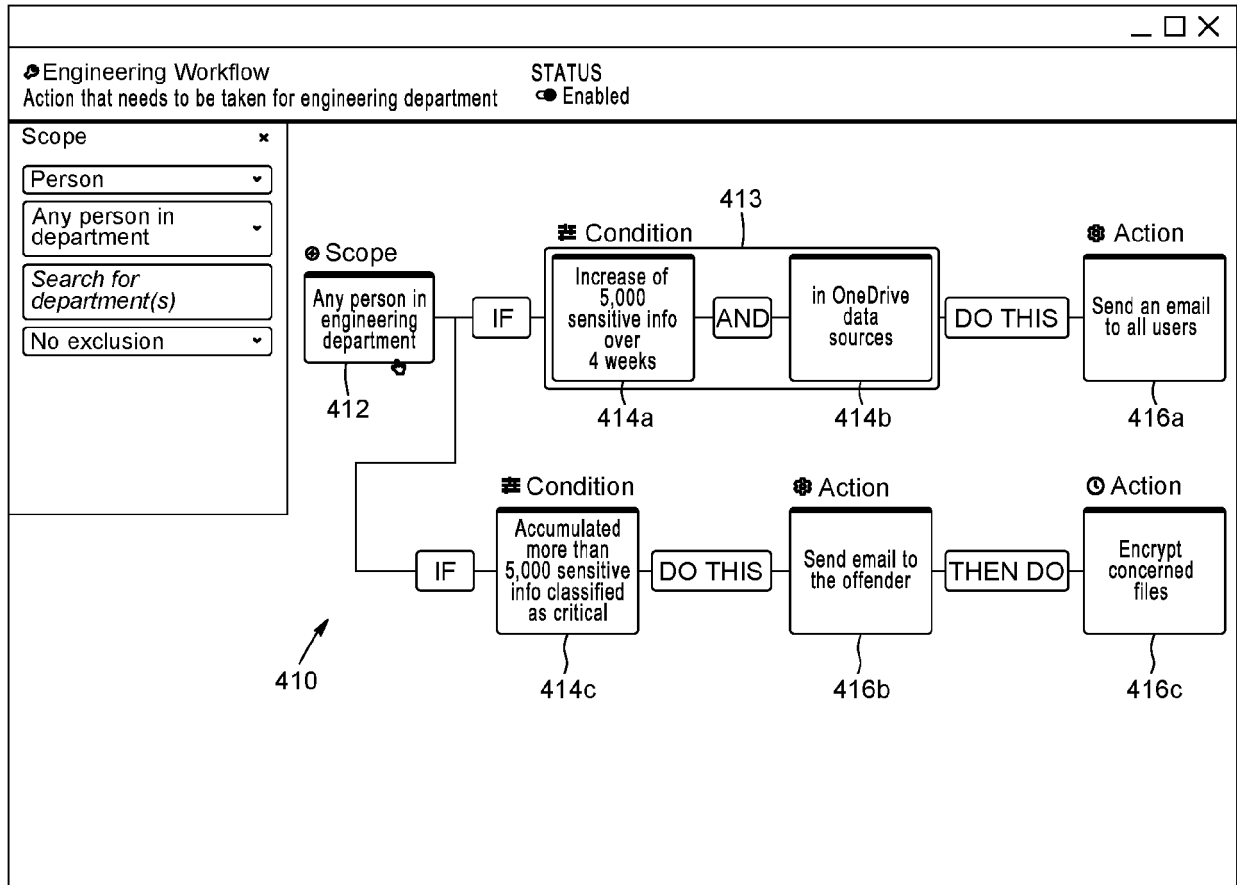 Engineering Workflow
Action that needs to be taken for engineering department
STATUS
Enabled
Scope
Person
Any person in
department
Search for
department(s)
No exclusion
Scope
Any person in
engineering
department
412
IF
413
Condition
Increase of
5,000
sensitive info
over
4 weeks
414a
AND
in OneDrive
data
sources
414b
DO THIS
Action
Send an email
to all users
416a
IF
Condition
Accumulated
more than
5,000 sensitive
info classified
as critical
414c
DO THIS
Action
Send email to
the offender
416b
THEN DO
Action
Encrypt
concerned
files
416c
410